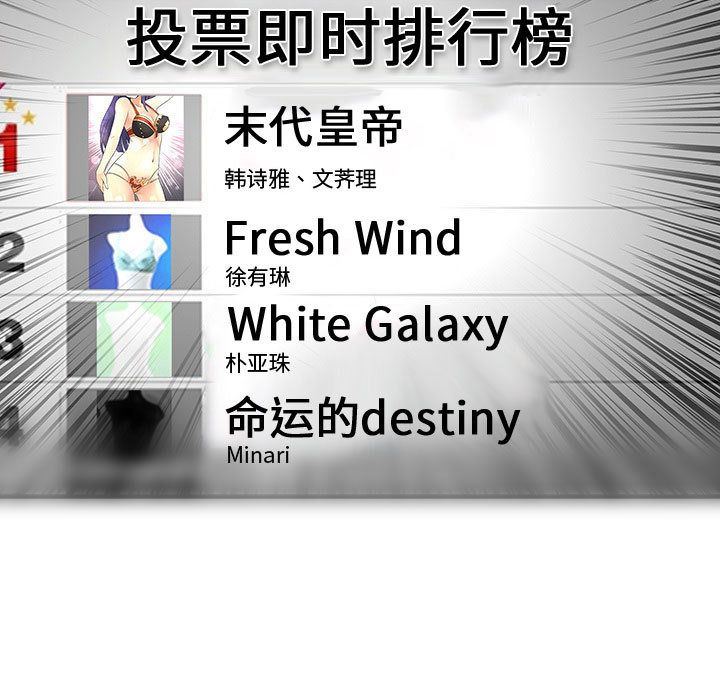 投票即时排行榜
1
末代皇帝
韩诗雅、文荠理
2
Fresh Wind
徐有琳
3
White Galaxy
朴亚珠
4
命运的destiny
Minari